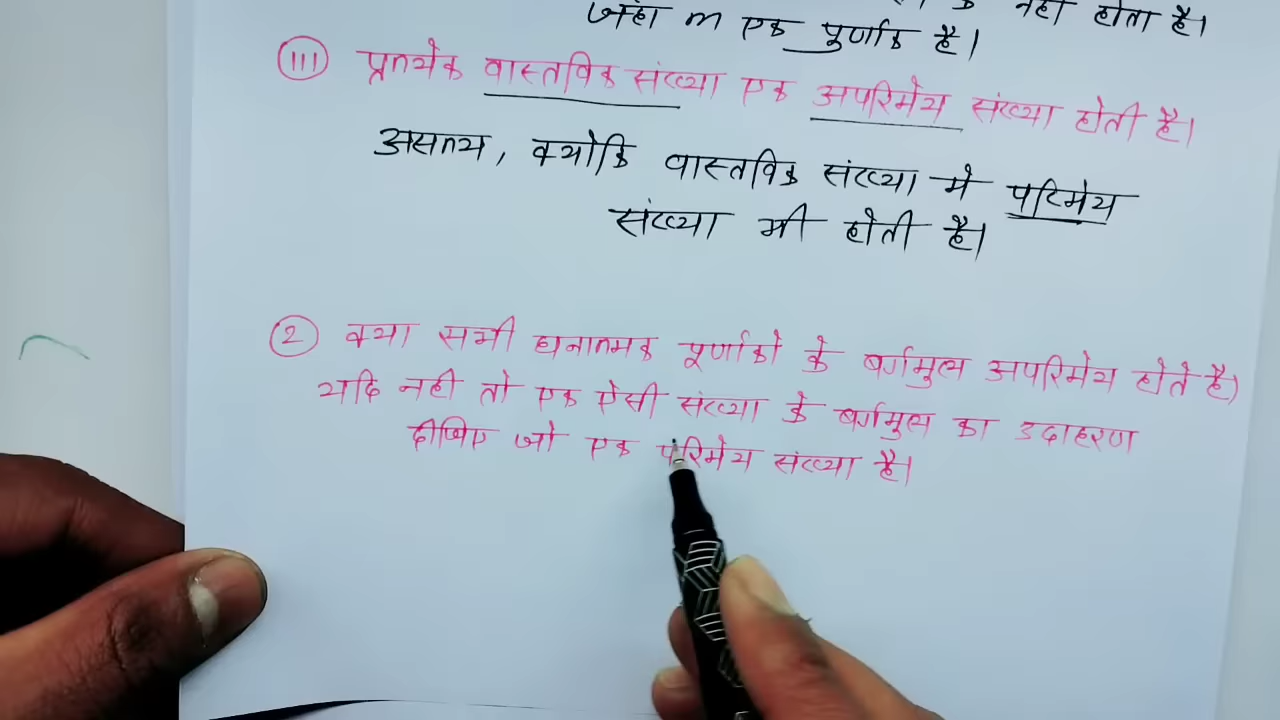 नहीं होता है।
जहाँ m एक पुर्णांक है।
(iii) प्रत्येक वास्तविक संख्या एक अपरिमेय संख्या होती है।
असत्य, क्योकि वास्तविक संख्या मे परिमेय
संख्या भी होती है।
(2) क्या सभी धनात्मक पूर्णाकों के वर्गमुल अपरिमेय होते है।
यदि नही तो एक ऐसी संख्या के वर्गमुल का उदाहरण
दीजिए जो एक परिमेय संख्या है।